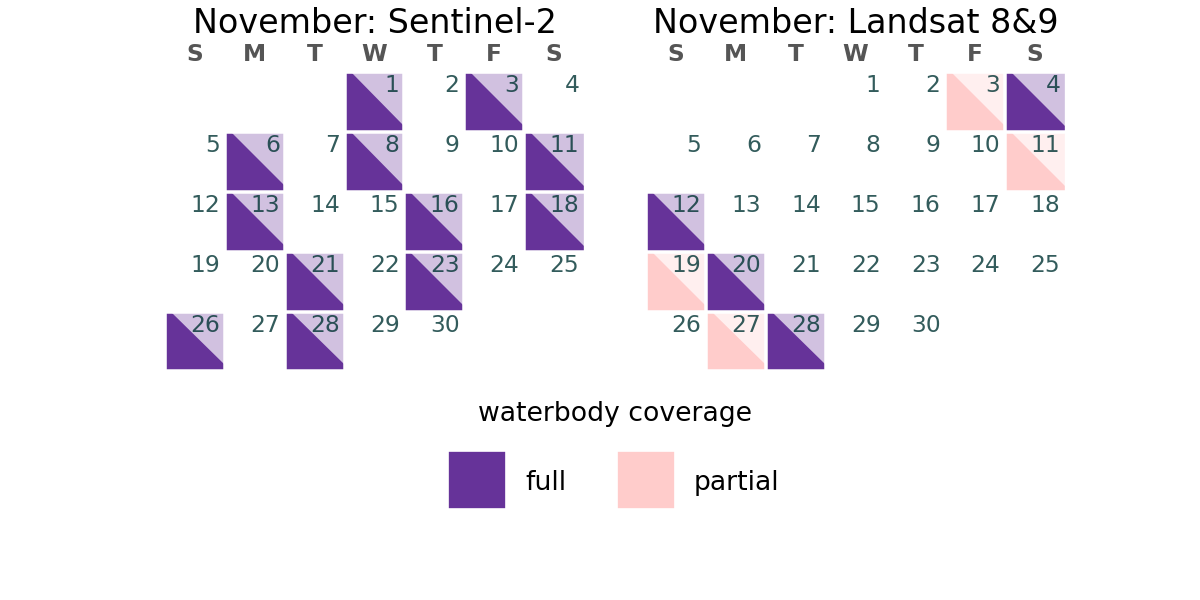 November: Sentinel-2
S M T W T F S
1 2 3 4
5 6 7 8 9 10 11
12 13 14 15 16 17 18
19 20 21 22 23 24 25
26 27 28 29 30
November: Landsat 8&9
S M T W T F S
1 2 3 4
5 6 7 8 9 10 11
12 13 14 15 16 17 18
19 20 21 22 23 24 25
26 27 28 29 30
waterbody coverage
full partial